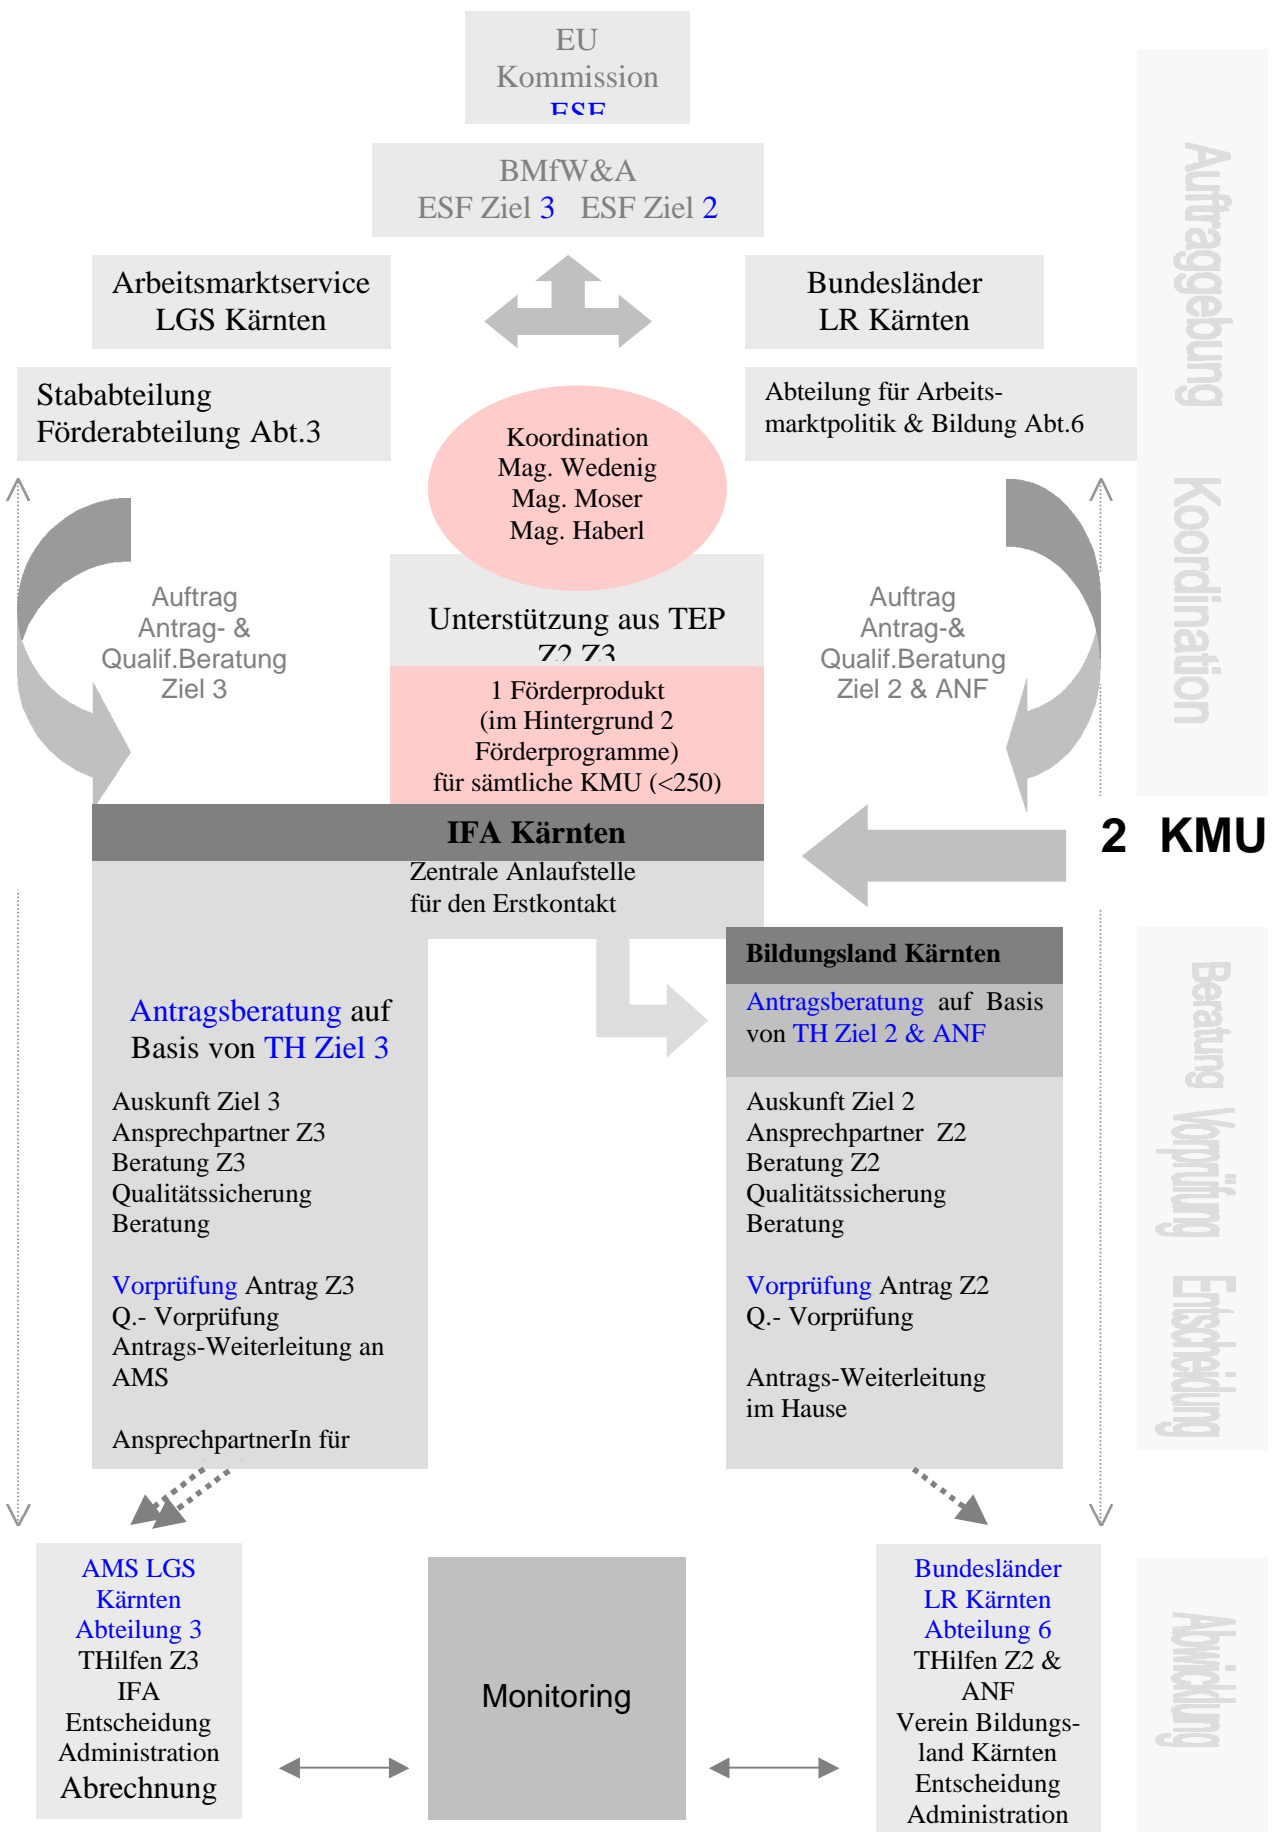 EU
Kommission
ESF
BMfW&A
ESF Ziel 3 ESF Ziel 2
Arbeitsmarktservice
LGS Kärnten
Bundesländer
LR Kärnten
Stababteilung
Förderabteilung Abt.3
Abteilung für Arbeits-
marktpolitik & Bildung Abt.6
Koordination
Mag. Wedenig
Mag. Moser
Mag. Haberl
Auftrag
Antrag- &
Qualif.Beratung
Ziel 3
Unterstützung aus TEP
Z2 Z3
Auftrag
Antrag-&
Qualif.Beratung
Ziel 2 & ANF
1 Förderprodukt
(im Hintergrund 2
Förderprogramme)
für sämtliche KMU (<250)
IFA Kärnten
Zentrale Anlaufstelle
für den Erstkontakt
2 KMU
Antragsberatung auf
Basis von TH Ziel 3
Auskunft Ziel 3
Ansprechpartner Z3
Beratung Z3
Qualitätssicherung
Beratung
Vorprüfung Antrag Z3
Q.- Vorprüfung
Antrags-Weiterleitung an
AMS
AnsprechpartnerIn für
Bildungsland Kärnten
Antragsberatung auf Basis
von TH Ziel 2 & ANF
Auskunft Ziel 2
Ansprechpartner Z2
Beratung Z2
Qualitätssicherung
Beratung
Vorprüfung Antrag Z2
Q.- Vorprüfung
Antrags-Weiterleitung
im Hause
AMS LGS
Kärnten
Abteilung 3
THilfen Z3
IFA
Entscheidung
Administration
Abrechnung
Monitoring
Bundesländer
LR Kärnten
Abteilung 6
THilfen Z2 &
ANF
Verein Bildungs-
land Kärnten
Entscheidung
Administration
Auftraggebung
Koordination
Beratung
Vorprüfung
Entscheidung
Abwicklung